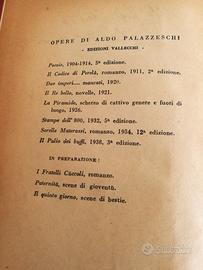 OPERE DI ALDO PALAZZESCHI
- EDIZIONI VALLECCHI -
Poesie, 1904-1914, 5ª edizione.
Il Codice di Perelà, romanzo, 1911, 2ª edizione.
Due imperi... mancati, 1920.
Il Re bello, novelle, 1921.
La Piramide, scherzo di cattivo genere e fuori di
luogo, 1926.
Stampe dell'800, 1932, 5ª edizione.
Sorelle Materassi, romanzo, 1934, 12ª edizione.
Il Palio dei buffi, 1938, 3ª edizione.
IN PREPARAZIONE:
I Fratelli Cùccoli, romanzo.
Paternità, scene di gioventù.
Il quinto giorno, scene di bestie.
subito